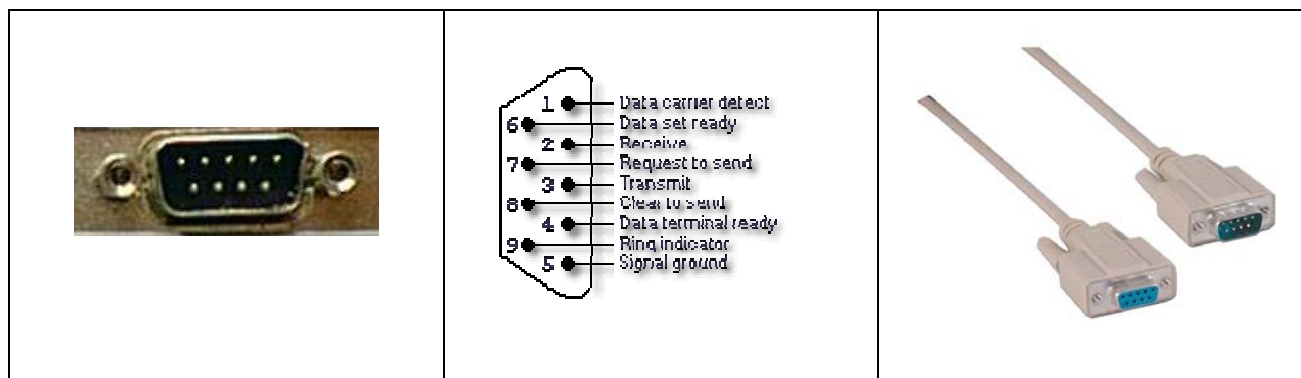 1 Data carrier detect
6 Data set ready
2 Receive
7 Request to send
3 Transmit
8 Clear to send
4 Data terminal ready
9 Ring indicator
5 Signal ground